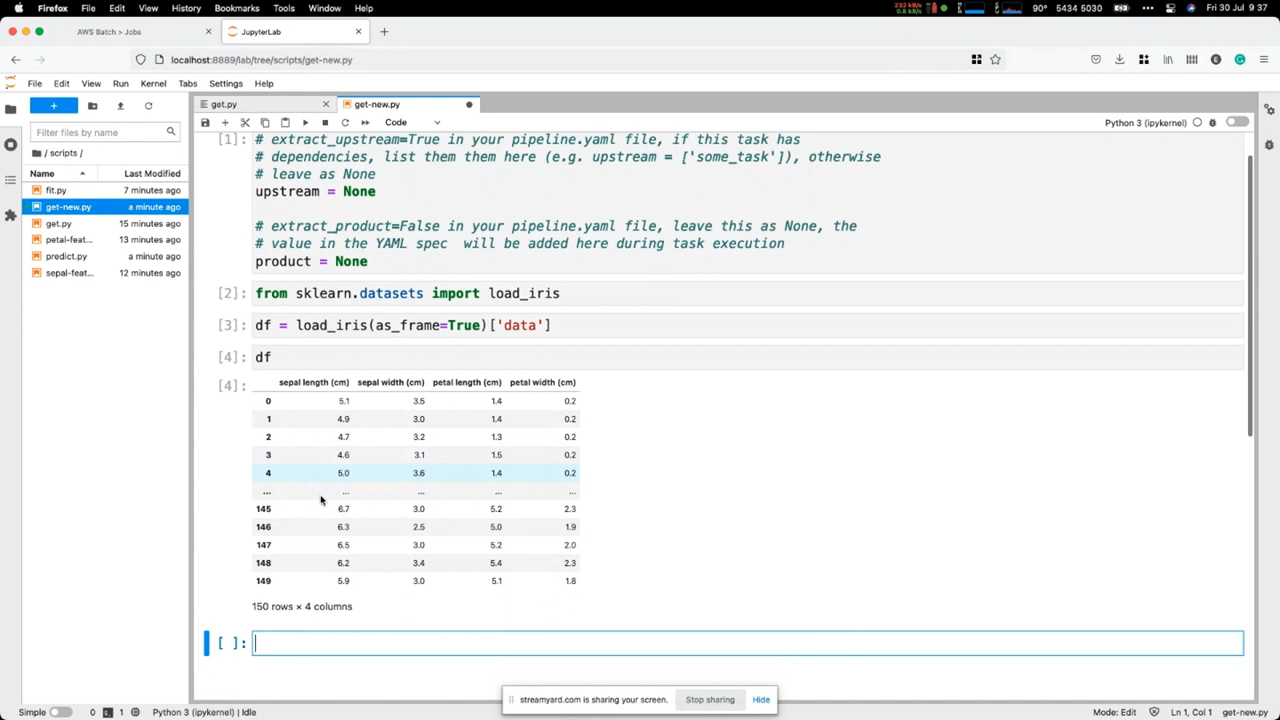 Firefox File Edit View History Bookmarks Tools Window Help 232 kB/s 0.8 kB/s 90° 5434 5030 Fri 30 Jul 9 37
AWS Batch > Jobs JupyterLab
localhost:8889/lab/tree/scripts/get-new.py
File Edit View Run Kernel Tabs Settings Help
get.py get-new.py
Code Python 3 (ipykernel)
Filter files by name
/ scripts /
Name Last Modified
fit.py 7 minutes ago
get-new.py a minute ago
get.py 15 minutes ago
petal-feat... 13 minutes ago
predict.py a minute ago
sepal-feat... 12 minutes ago
[1]: # extract_upstream=True in your pipeline.yaml file, if this task has
# dependencies, list them them here (e.g. upstream = ['some_task']), otherwise
# leave as None
upstream = None
# extract_product=False in your pipeline.yaml file, leave this as None, the
# value in the YAML spec will be added here during task execution
product = None
[2]: from sklearn.datasets import load_iris
[3]: df = load_iris(as_frame=True)['data']
[4]: df
[4]: sepal length (cm) sepal width (cm) petal length (cm) petal width (cm)
0 5.1 3.5 1.4 0.2
1 4.9 3.0 1.4 0.2
2 4.7 3.2 1.3 0.2
3 4.6 3.1 1.5 0.2
4 5.0 3.6 1.4 0.2
... ... ... ... ...
145 6.7 3.0 5.2 2.3
146 6.3 2.5 5.0 1.9
147 6.5 3.0 5.2 2.0
148 6.2 3.4 5.4 2.3
149 5.9 3.0 5.1 1.8
150 rows × 4 columns
[ ]:
streamyard.com is sharing your screen. Stop sharing Hide
Simple 0 1 Python 3 (ipykernel) | Idle Mode: Edit Ln 1, Col 1 get-new.py